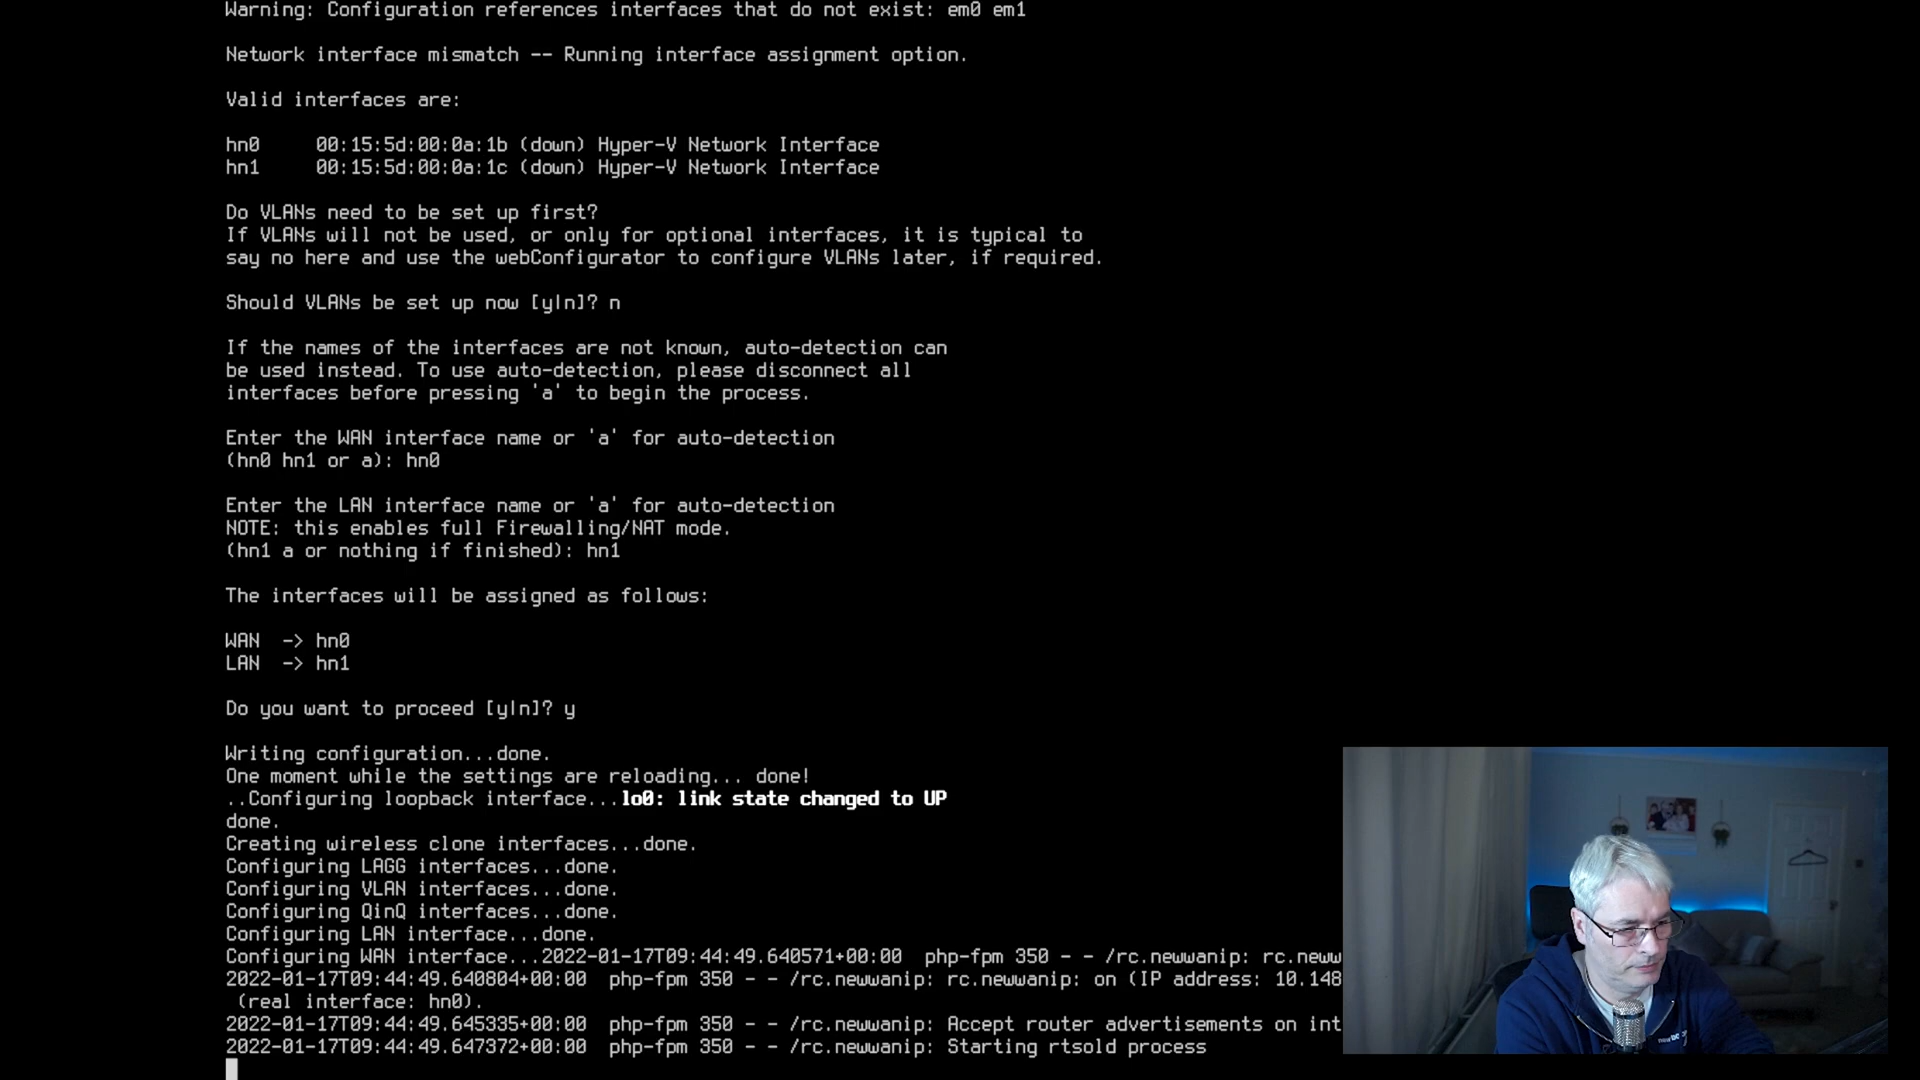 Warning: Configuration references interfaces that do not exist: em0 em1
Network interface mismatch -- Running interface assignment option.
Valid interfaces are:
hn0 00:15:5d:00:0a:1b (down) Hyper-V Network Interface
hn1 00:15:5d:00:0a:1c (down) Hyper-V Network Interface
Do VLANs need to be set up first?
If VLANs will not be used, or only for optional interfaces, it is typical to
say no here and use the webConfigurator to configure VLANs later, if required.
Should VLANs be set up now [y|n]? n
If the names of the interfaces are not known, auto-detection can
be used instead. To use auto-detection, please disconnect all
interfaces before pressing 'a' to begin the process.
Enter the WAN interface name or 'a' for auto-detection
(hn0 hn1 or a): hn0
Enter the LAN interface name or 'a' for auto-detection
NOTE: this enables full Firewalling/NAT mode.
(hn1 a or nothing if finished): hn1
The interfaces will be assigned as follows:
WAN -> hn0
LAN -> hn1
Do you want to proceed [y|n]? y
Writing configuration...done.
One moment while the settings are reloading... done!
..Configuring loopback interface...lo0: link state changed to UP
done.
Creating wireless clone interfaces...done.
Configuring LAGG interfaces...done.
Configuring VLAN interfaces...done.
Configuring QinQ interfaces...done.
Configuring LAN interface...done.
Configuring WAN interface...2022-01-17T09:44:49.640571+00:00 php-fpm 350 - - /rc.newwanip: rc.neww
2022-01-17T09:44:49.640804+00:00 php-fpm 350 - - /rc.newwanip: rc.newwanip: on (IP address: 10.148
(real interface: hn0).
2022-01-17T09:44:49.645335+00:00 php-fpm 350 - - /rc.newwanip: Accept router advertisements on int
2022-01-17T09:44:49.647372+00:00 php-fpm 350 - - /rc.newwanip: Starting rtsold process